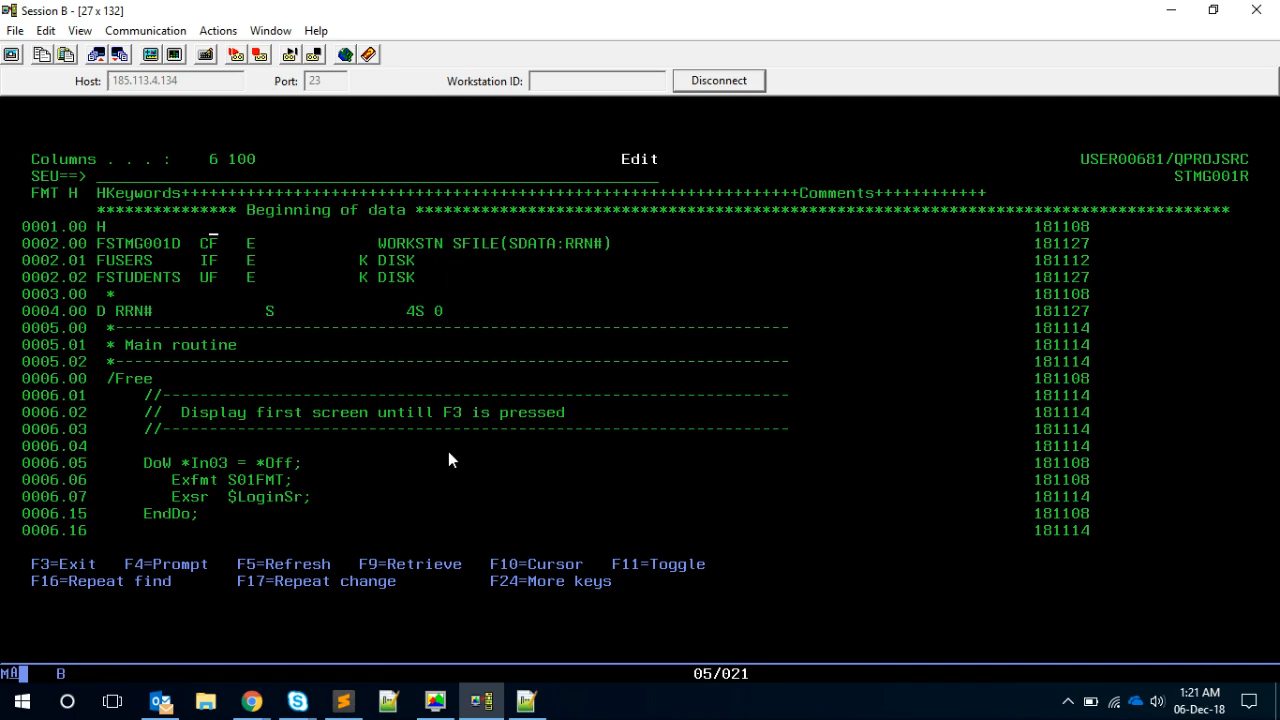 Session B - [27 x 132]
File Edit View Communication Actions Window Help
Host: 185.113.4.134 Port: 23 Workstation ID: Disconnect
Columns . . . : 6 100 Edit USER00681/QPROJSRC
SEU==> STMG001R
FMT H HKeywords++++++++++++++++++++++++++++++++++++++++++++++++++++++++++++++++++Comments++++++++++++
*************** Beginning of data ***************************************************************************************
0001.00 H 181108
0002.00 FSTMG001D CF E WORKSTN SFILE(SDATA:RRN#) 181127
0002.01 FUSERS IF E K DISK 181112
0002.02 FSTUDENTS UF E K DISK 181127
0003.00 * 181108
0004.00 D RRN# S 4S 0 181127
0005.00 *------------------------------------------------------------------------ 181114
0005.01 * Main routine 181114
0005.02 *------------------------------------------------------------------------ 181114
0006.00 /Free 181108
0006.01 //------------------------------------------------------------------- 181114
0006.02 // Display first screen untill F3 is pressed 181114
0006.03 //------------------------------------------------------------------- 181114
0006.04 181114
0006.05 DoW *In03 = *Off; 181108
0006.06 Exfmt S01FMT; 181108
0006.07 Exsr $LoginSr; 181114
0006.15 EndDo; 181108
0006.16 181114
F3=Exit F4=Prompt F5=Refresh F9=Retrieve F10=Cursor F11=Toggle
F16=Repeat find F17=Repeat change F24=More keys
MA B 05/021
1:21 AM
06-Dec-18